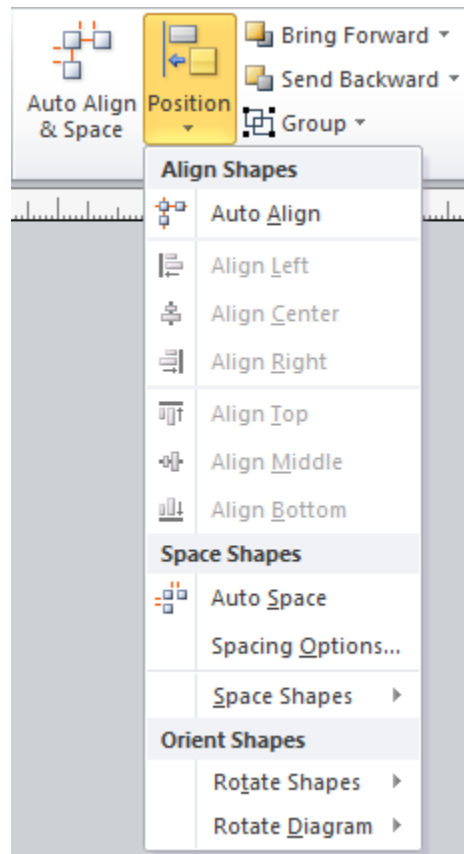 Bring Forward
Send Backward
Group
Auto Align
& Space
Position
Align Shapes
Auto Align
Align Left
Align Center
Align Right
Align Top
Align Middle
Align Bottom
Space Shapes
Auto Space
Spacing Options...
Space Shapes
Orient Shapes
Rotate Shapes
Rotate Diagram